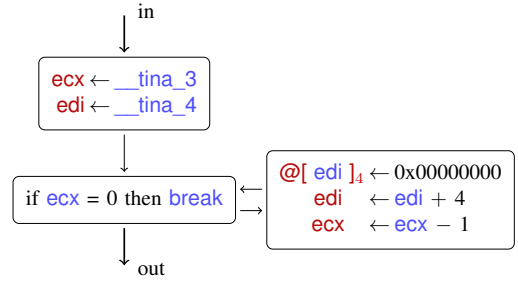 in
ecx ← __tina_3
edi ← __tina_4
if ecx = 0 then break
@[ edi ]₄ ← 0x00000000
edi ← edi + 4
ecx ← ecx − 1
out